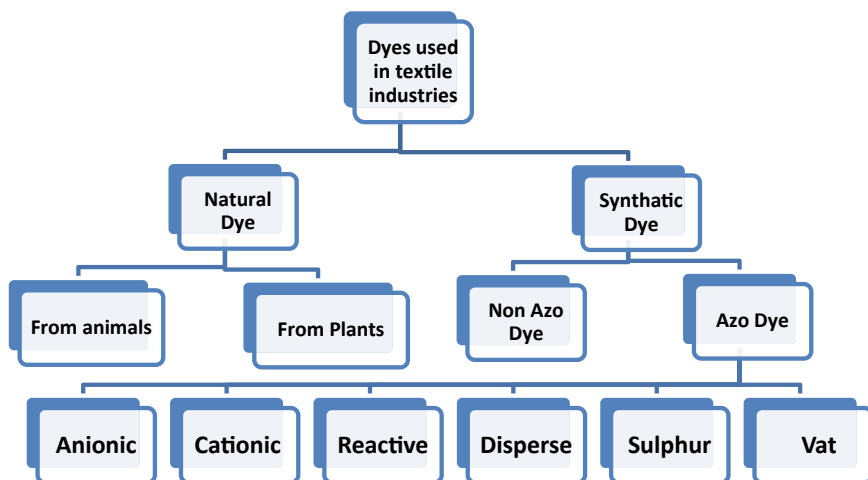 Dyes used
in textile
industries
Natural
Dye
Synthatic
Dye
From animals
From Plants
Non Azo
Dye
Azo Dye
Anionic
Cationic
Reactive
Disperse
Sulphur
Vat